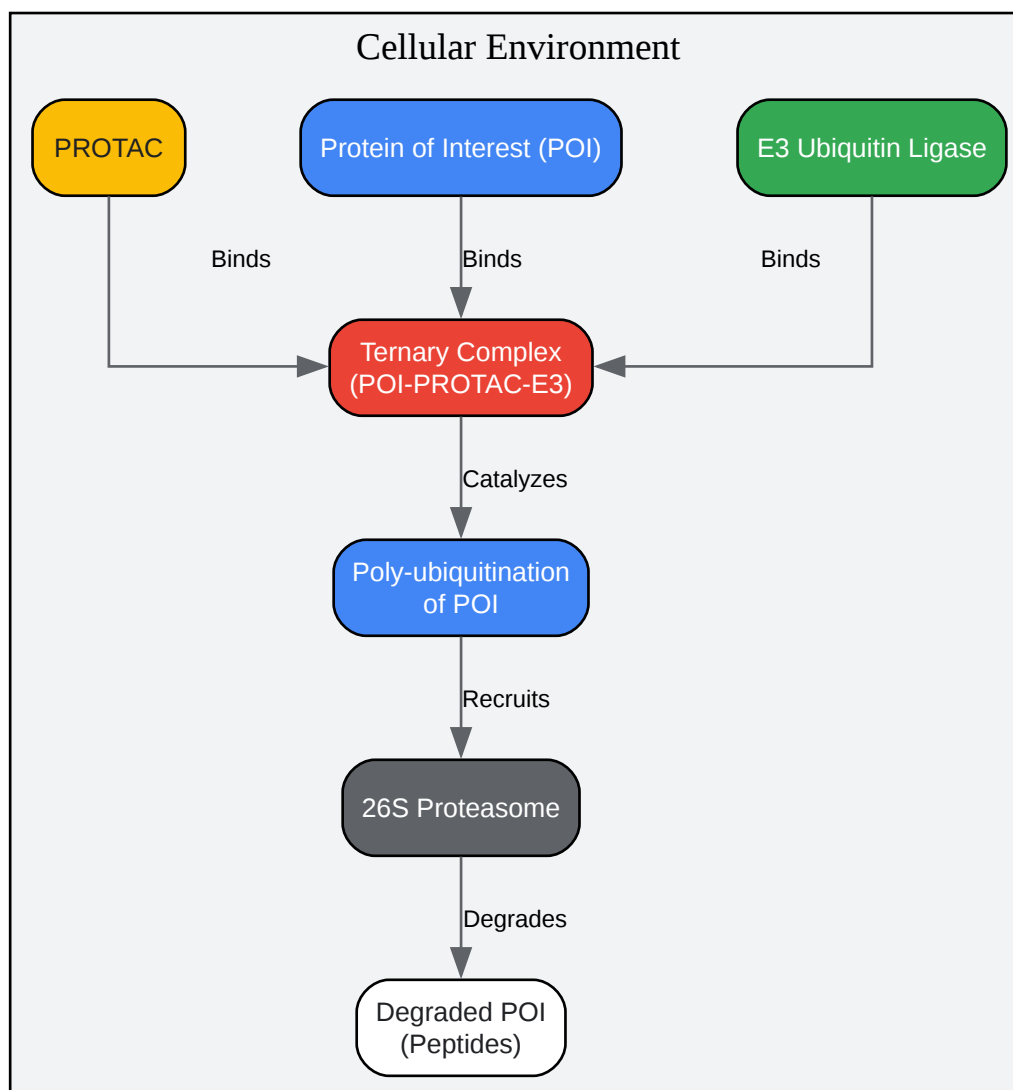 Cellular Environment
PROTAC
Protein of Interest (POI)
E3 Ubiquitin Ligase
Binds
Binds
Binds
Ternary Complex
(POI-PROTAC-E3)
Catalyzes
Poly-ubiquitination
of POI
Recruits
26S Proteasome
Degrades
Degraded POI
(Peptides)